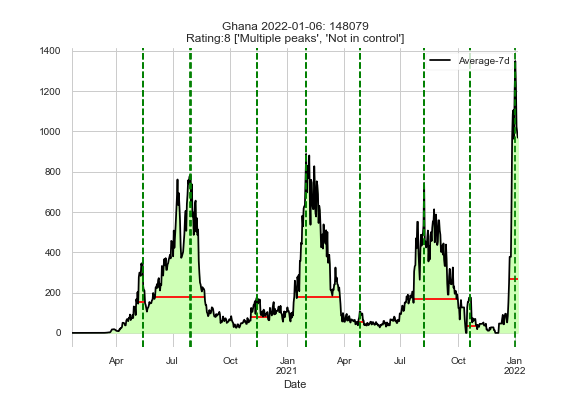 Ghana 2022-01-06: 148079
Rating:8 ['Multiple peaks', 'Not in control']
1400
1200
1000
800
600
400
200
0
Average-7d
Apr Jul Oct Jan Apr Jul Oct Jan
2021 2022
Date